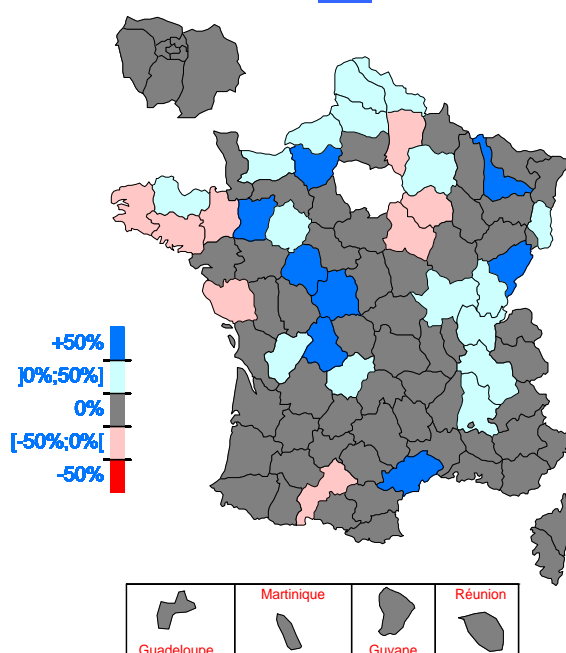 +50%
]0%;50%]
0%
[-50%;0%[
-50%
Martinique
Réunion
Guadeloupe
Guyane